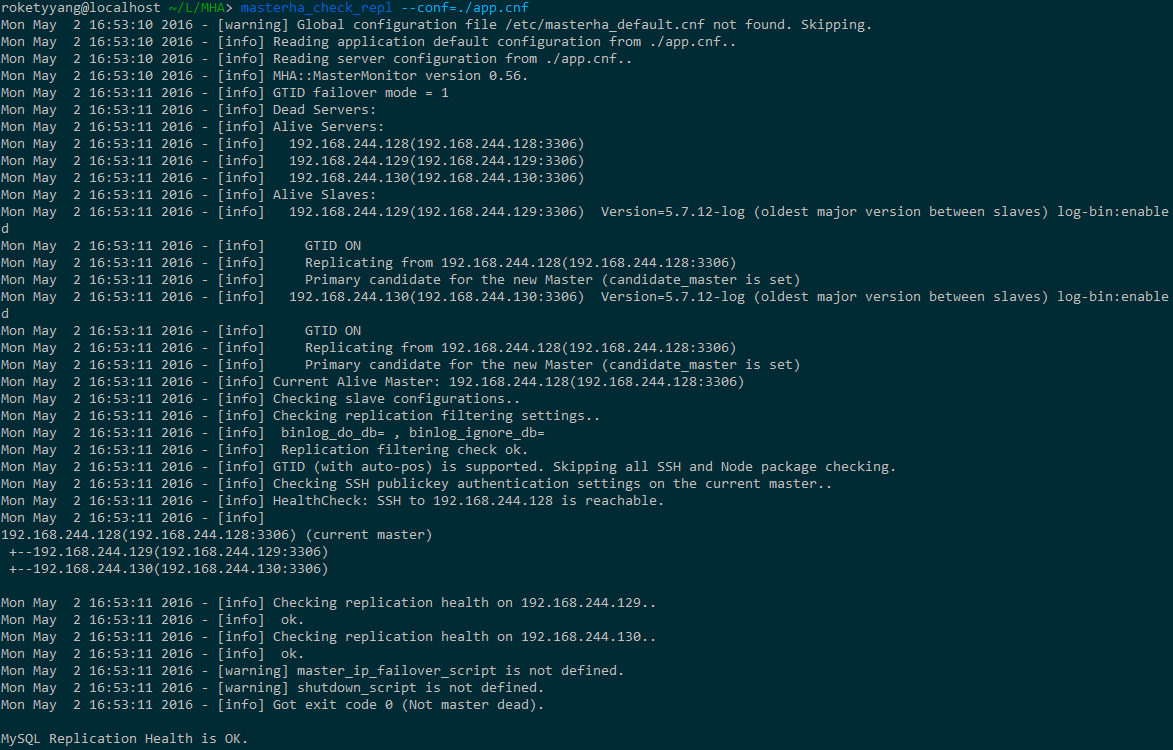 roketyyang@localhost ~/L/MHA> masterha_check_repl --conf=./app.cnf
Mon May  2 16:53:10 2016 - [warning] Global configuration file /etc/masterha_default.cnf not found. Skipping.
Mon May  2 16:53:10 2016 - [info] Reading application default configuration from ./app.cnf..
Mon May  2 16:53:10 2016 - [info] Reading server configuration from ./app.cnf..
Mon May  2 16:53:10 2016 - [info] MHA::MasterMonitor version 0.56.
Mon May  2 16:53:11 2016 - [info] GTID failover mode = 1
Mon May  2 16:53:11 2016 - [info] Dead Servers:
Mon May  2 16:53:11 2016 - [info] Alive Servers:
Mon May  2 16:53:11 2016 - [info]   192.168.244.128(192.168.244.128:3306)
Mon May  2 16:53:11 2016 - [info]   192.168.244.129(192.168.244.129:3306)
Mon May  2 16:53:11 2016 - [info]   192.168.244.130(192.168.244.130:3306)
Mon May  2 16:53:11 2016 - [info] Alive Slaves:
Mon May  2 16:53:11 2016 - [info]   192.168.244.129(192.168.244.129:3306)  Version=5.7.12-log (oldest major version between slaves) log-bin:enable
d
Mon May  2 16:53:11 2016 - [info]     GTID ON
Mon May  2 16:53:11 2016 - [info]     Replicating from 192.168.244.128(192.168.244.128:3306)
Mon May  2 16:53:11 2016 - [info]     Primary candidate for the new Master (candidate_master is set)
Mon May  2 16:53:11 2016 - [info]   192.168.244.130(192.168.244.130:3306)  Version=5.7.12-log (oldest major version between slaves) log-bin:enable
d
Mon May  2 16:53:11 2016 - [info]     GTID ON
Mon May  2 16:53:11 2016 - [info]     Replicating from 192.168.244.128(192.168.244.128:3306)
Mon May  2 16:53:11 2016 - [info]     Primary candidate for the new Master (candidate_master is set)
Mon May  2 16:53:11 2016 - [info] Current Alive Master: 192.168.244.128(192.168.244.128:3306)
Mon May  2 16:53:11 2016 - [info] Checking slave configurations..
Mon May  2 16:53:11 2016 - [info] Checking replication filtering settings..
Mon May  2 16:53:11 2016 - [info]  binlog_do_db= , binlog_ignore_db=
Mon May  2 16:53:11 2016 - [info]  Replication filtering check ok.
Mon May  2 16:53:11 2016 - [info] GTID (with auto-pos) is supported. Skipping all SSH and Node package checking.
Mon May  2 16:53:11 2016 - [info] Checking SSH publickey authentication settings on the current master..
Mon May  2 16:53:11 2016 - [info] HealthCheck: SSH to 192.168.244.128 is reachable.
Mon May  2 16:53:11 2016 - [info]
192.168.244.128(192.168.244.128:3306) (current master)
 +--192.168.244.129(192.168.244.129:3306)
 +--192.168.244.130(192.168.244.130:3306)

Mon May  2 16:53:11 2016 - [info] Checking replication health on 192.168.244.129..
Mon May  2 16:53:11 2016 - [info]  ok.
Mon May  2 16:53:11 2016 - [info] Checking replication health on 192.168.244.130..
Mon May  2 16:53:11 2016 - [info]  ok.
Mon May  2 16:53:11 2016 - [warning] master_ip_failover_script is not defined.
Mon May  2 16:53:11 2016 - [warning] shutdown_script is not defined.
Mon May  2 16:53:11 2016 - [info] Got exit code 0 (Not master dead).

MySQL Replication Health is OK.